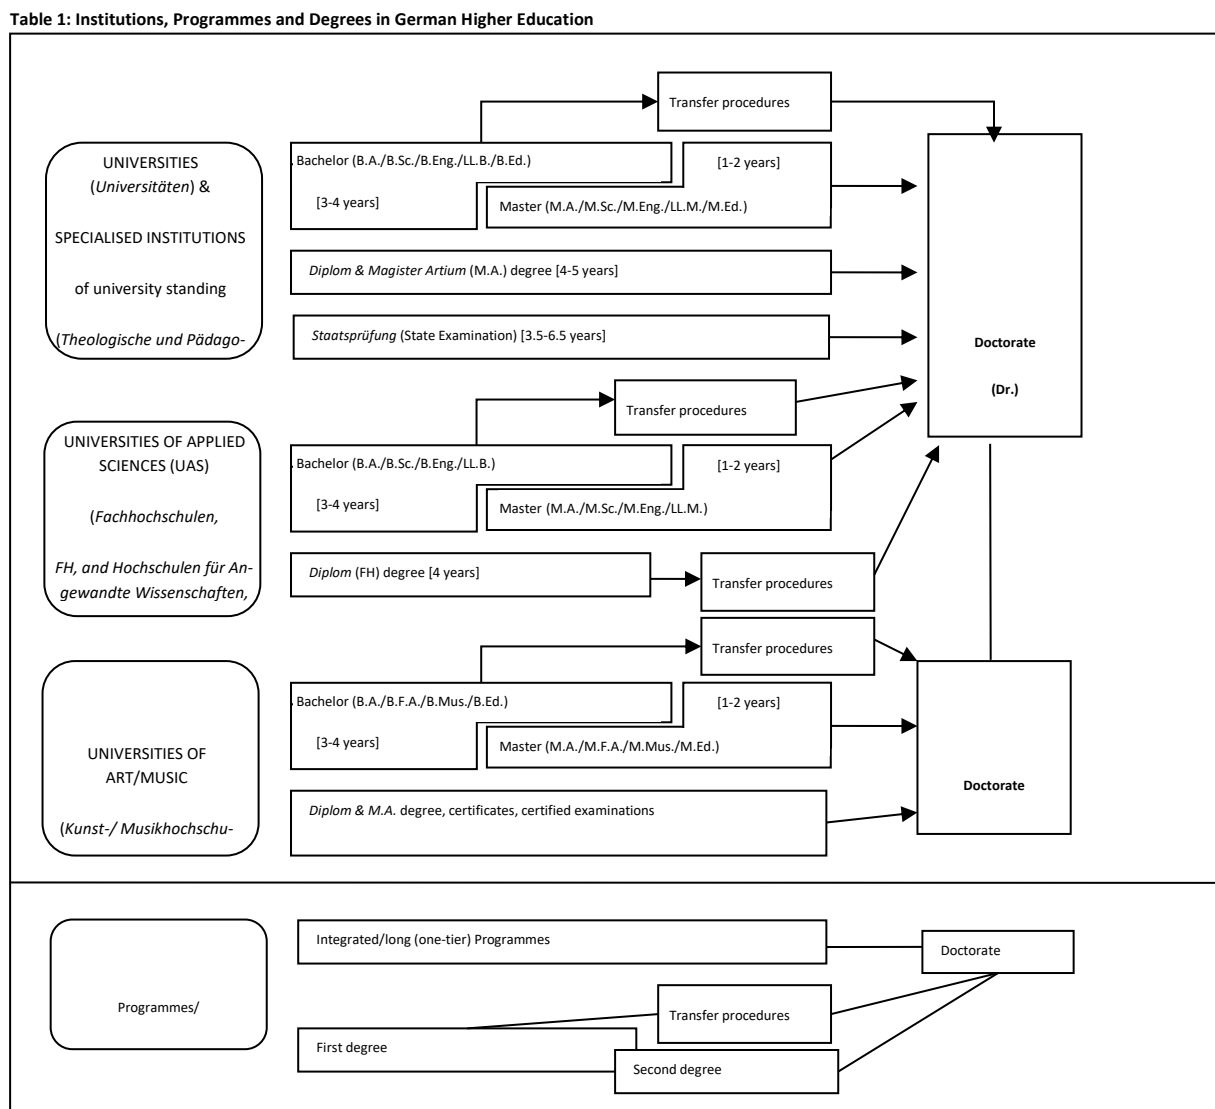 Table 1: Institutions, Programmes and Degrees in German Higher Education
Transfer procedures
UNIVERSITIES
(Universitäten) &
SPECIALISED INSTITUTIONS
of university standing
(Theologische und Pädago-
Bachelor (B.A./B.Sc./B.Eng./LL.B./B.Ed.)
[3-4 years]
[1-2 years]
Master (M.A./M.Sc./M.Eng./LL.M./M.Ed.)
Diplom & Magister Artium (M.A.) degree [4-5 years]
Staatsprüfung (State Examination) [3.5-6.5 years]
Doctorate
(Dr.)
Transfer procedures
UNIVERSITIES OF APPLIED
SCIENCES (UAS)
(Fachhochschulen,
FH, and Hochschulen für An-
gewandte Wissenschaften,
Bachelor (B.A./B.Sc./B.Eng./LL.B.)
[3-4 years]
[1-2 years]
Master (M.A./M.Sc./M.Eng./LL.M.)
Diplom (FH) degree [4 years]
Transfer procedures
Transfer procedures
UNIVERSITIES OF
ART/MUSIC
(Kunst-/ Musikhochschu-
Bachelor (B.A./B.F.A./B.Mus./B.Ed.)
[3-4 years]
[1-2 years]
Master (M.A./M.F.A./M.Mus./M.Ed.)
Diplom & M.A. degree, certificates, certified examinations
Doctorate
Programmes/
Integrated/long (one-tier) Programmes
Doctorate
Transfer procedures
First degree
Second degree